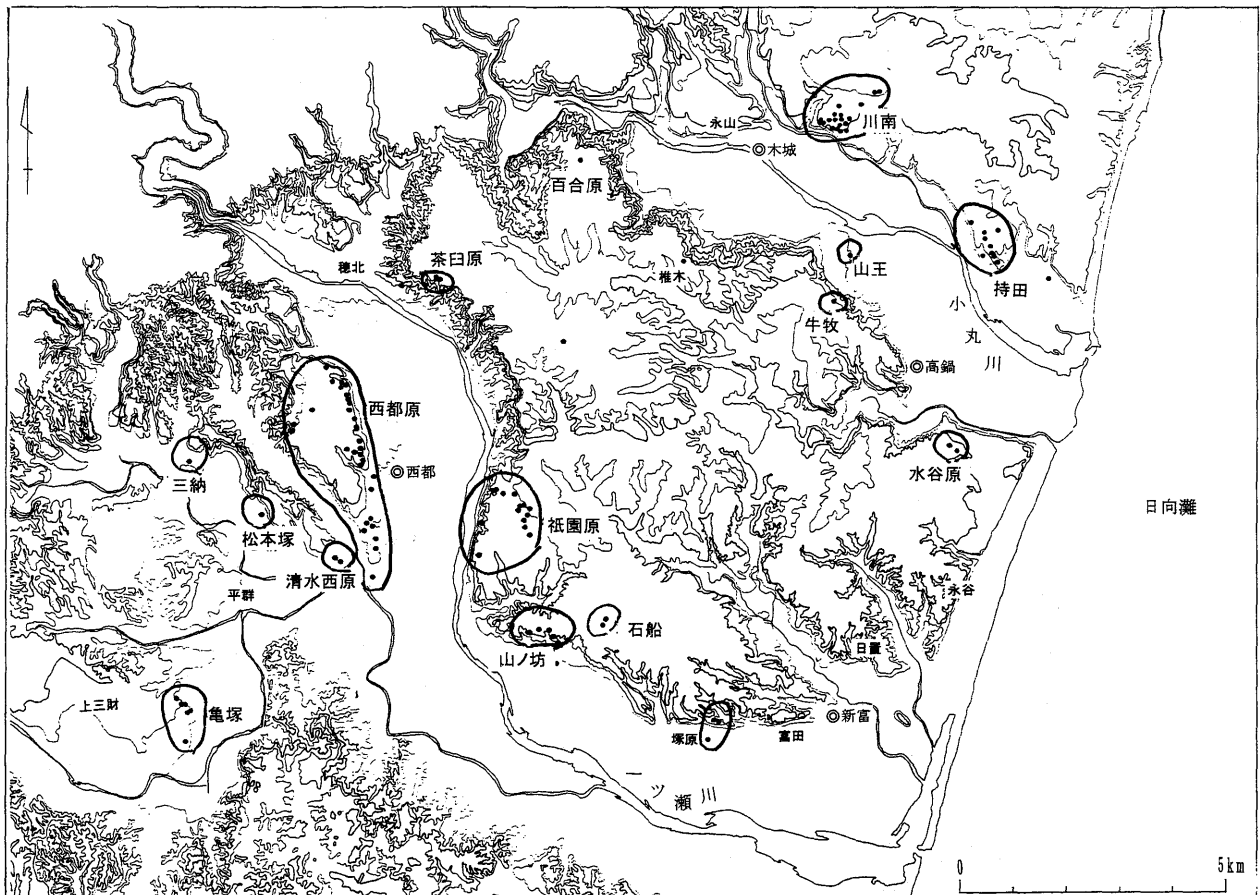 川南
永山
◎木城
百合原
茶臼原
穂北
椎木
山王
持田
牛牧
小丸川
◎高鍋
西都原
◎西都
水谷原
三納
松本塚
祇園原
日向灘
清水西原
平群
永谷
石船
山ノ坊
日置
上三財
亀塚
◎新富
塚原
富田
一ツ瀬川
0
5km